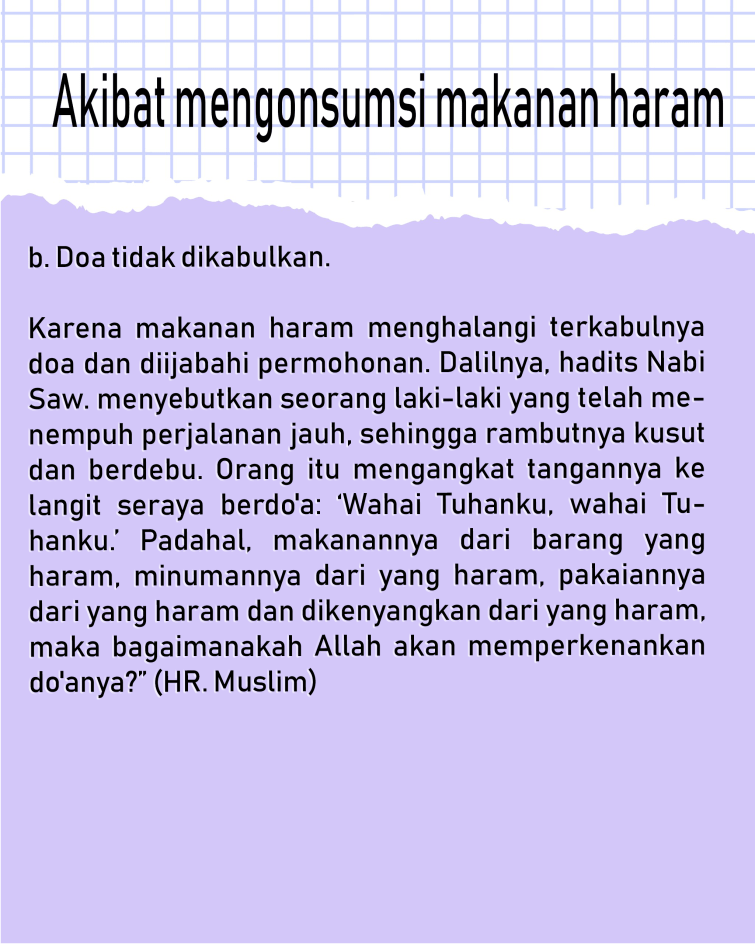 Akibat mengonsumsi makanan haram
b. Doa tidak dikabulkan.
Karena makanan haram menghalangi terkabulnya
doa dan diijabahi permohonan. Dalilnya, hadits Nabi
Saw. menyebutkan seorang laki-laki yang telah me-
nempuh perjalanan jauh, sehingga rambutnya kusut
dan berdebu. Orang itu mengangkat tangannya ke
langit seraya berdo'a: ‘Wahai Tuhanku, wahai Tu-
hanku.’ Padahal, makanannya dari barang yang
haram, minumannya dari yang haram, pakaiannya
dari yang haram dan dikenyangkan dari yang haram,
maka bagaimanakah Allah akan memperkenankan
do'anya?” (HR. Muslim)